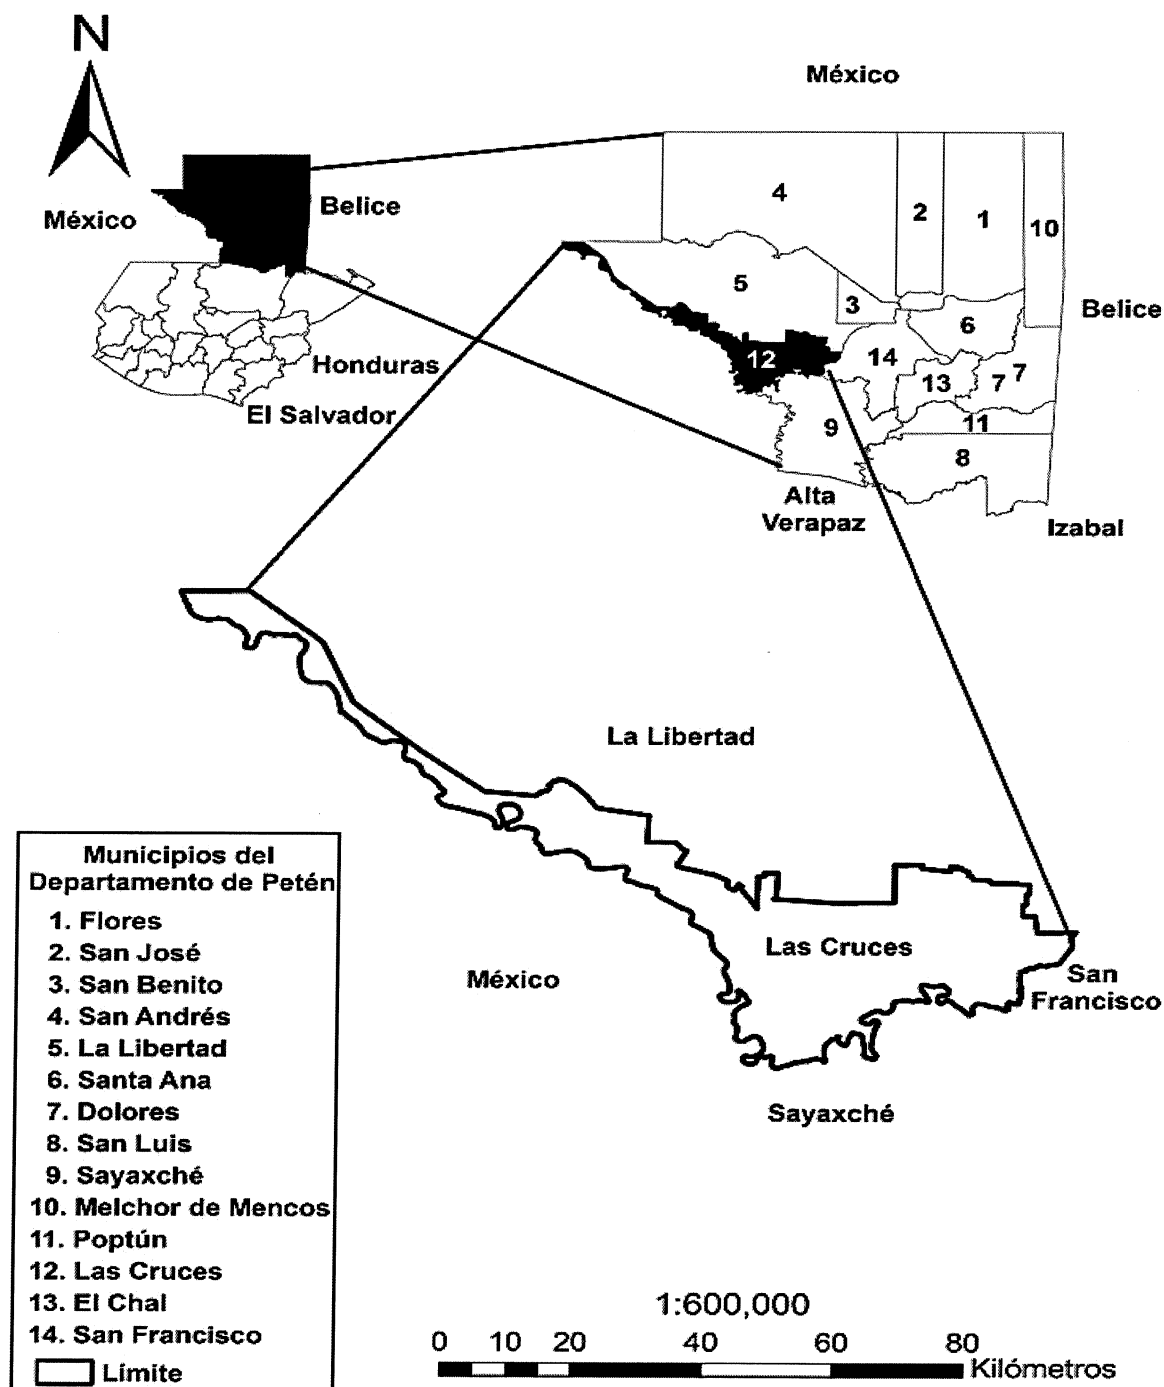 N
México
México
Belice
Honduras
El Salvador
4
2
1
10
5
3
6
Belice
12
14
13
7
7
9
11
8
Alta
Verapaz
Izabal
La Libertad
Las Cruces
México
San
Francisco
Sayaxché
Municipios del
Departamento de Petén
1. Flores
2. San José
3. San Benito
4. San Andrés
5. La Libertad
6. Santa Ana
7. Dolores
8. San Luis
9. Sayaxché
10. Melchor de Mencos
11. Poptún
12. Las Cruces
13. El Chal
14. San Francisco
Límite
1:600,000
0 10 20 40 60 80
Kilómetros